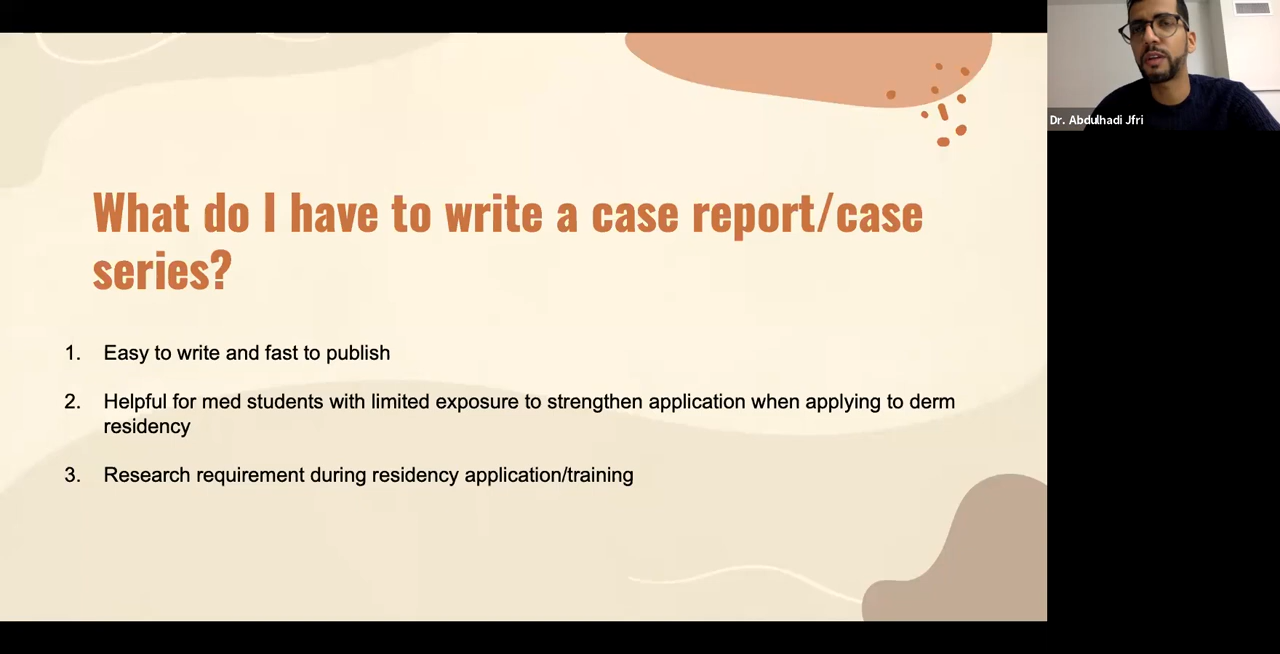 What do I have to write a case report/case
series?
1. Easy to write and fast to publish
2. Helpful for med students with limited exposure to strengthen application when applying to derm
residency
3. Research requirement during residency application/training
Dr. Abdulhadi Jfri